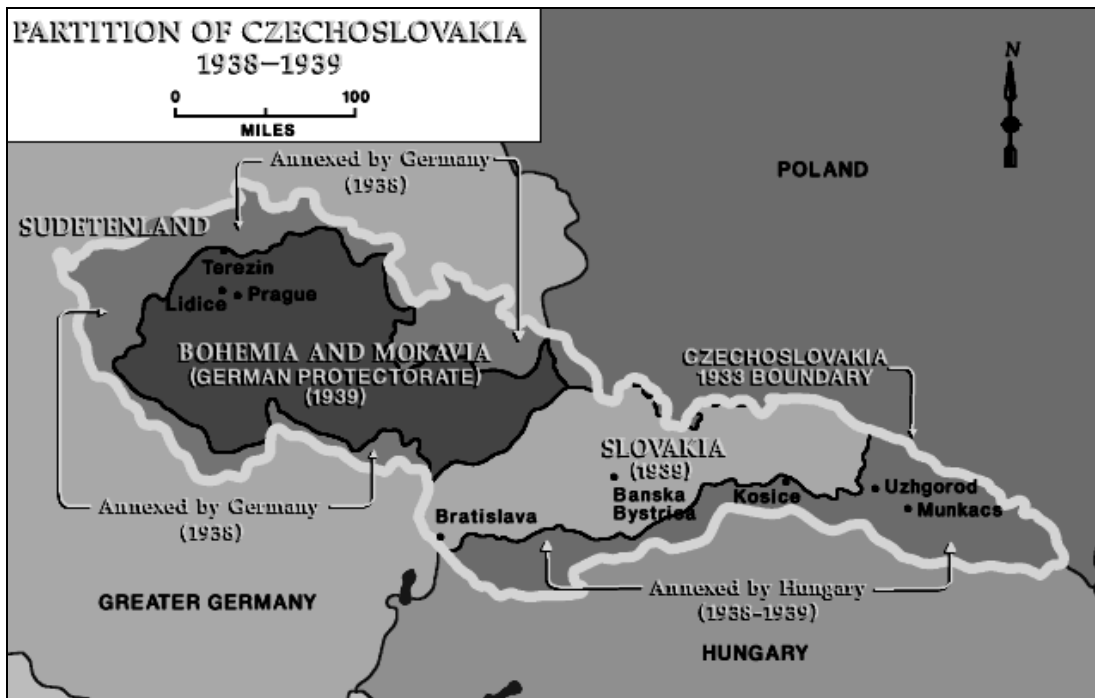 PARTITION OF CZECHOSLOVAKIA
1938–1939
0 100
MILES
N
POLAND
Annexed by Germany
(1938)
SUDETENLAND
Terezin
Lidice
Prague
BOHEMIA AND MORAVIA
(GERMAN PROTECTORATE)
(1939)
CZECHOSLOVAKIA
1933 BOUNDARY
SLOVAKIA
(1939)
Banska
Bystrica
Kosice
Uzhgorod
Munkacs
Annexed by Germany
(1938)
Bratislava
Annexed by Hungary
(1938–1939)
GREATER GERMANY
HUNGARY